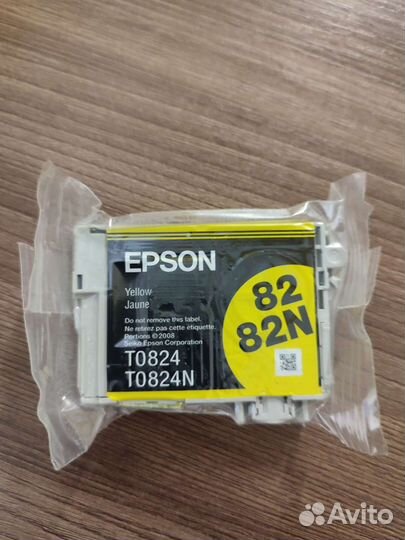 EPSON
Yellow
Jaune
Do not remove this label.
Ne retirez pas cette étiquette.
Portions ©2008
Seiko Epson Corporation
T0824
T0824N
82
82N
Avito